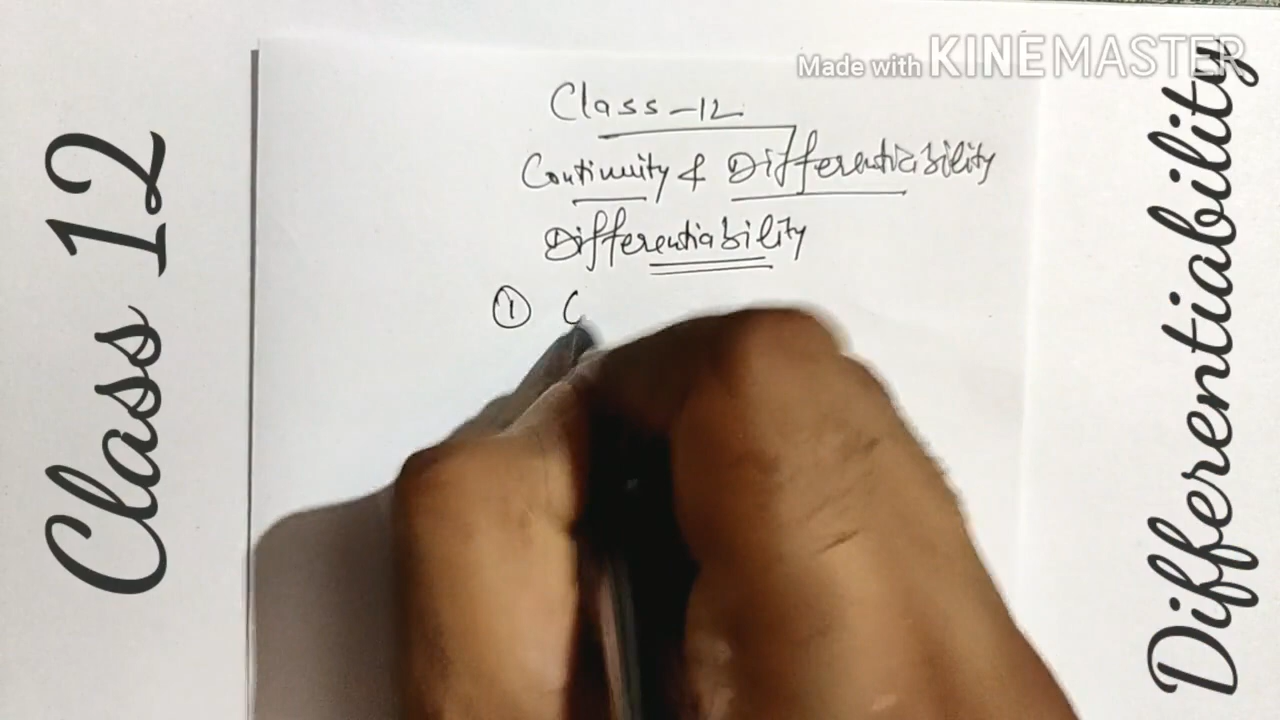 Made with KINEMASTER
Class 12
Class-12
Continuity & Differentiability
Differentiability
① C
Differentiability